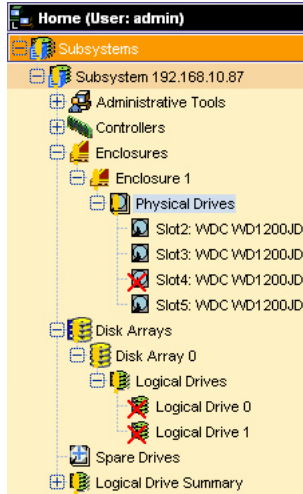 Home (User: admin)
Subsystems
Subsystem 192.168.10.87
Administrative Tools
Controllers
Enclosures
Enclosure 1
Physical Drives
Slot2: WDC WD1200JD
Slot3: WDC WD1200JD
Slot4: WDC WD1200JD
Slot5: WDC WD1200JD
Disk Arrays
Disk Array 0
Logical Drives
Logical Drive 0
Logical Drive 1
Spare Drives
Logical Drive Summary